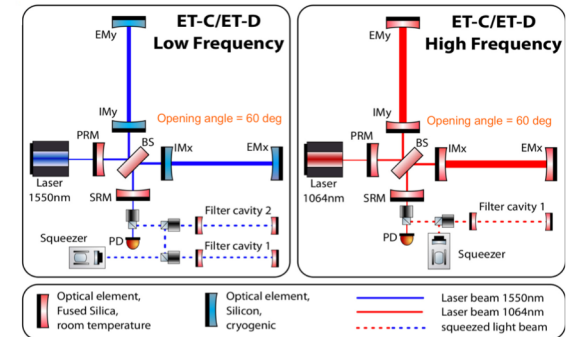 ET-C/ET-D
Low Frequency
EMy
IMy
Opening angle = 60 deg
PRM
BS
IMx
EMx
Laser
1550nm
SRM
Filter cavity 2
Squeezer
PD
Filter cavity 1
ET-C/ET-D
High Frequency
EMy
IMy
Opening angle = 60 deg
PRM
BS
IMx
EMx
Laser
1064nm
SRM
Filter cavity 1
PD
Squeezer
Optical element,
Fused Silica,
room temperature
Optical element,
Silicon,
cryogenic
Laser beam 1550nm
Laser beam 1064nm
squeezed light beam